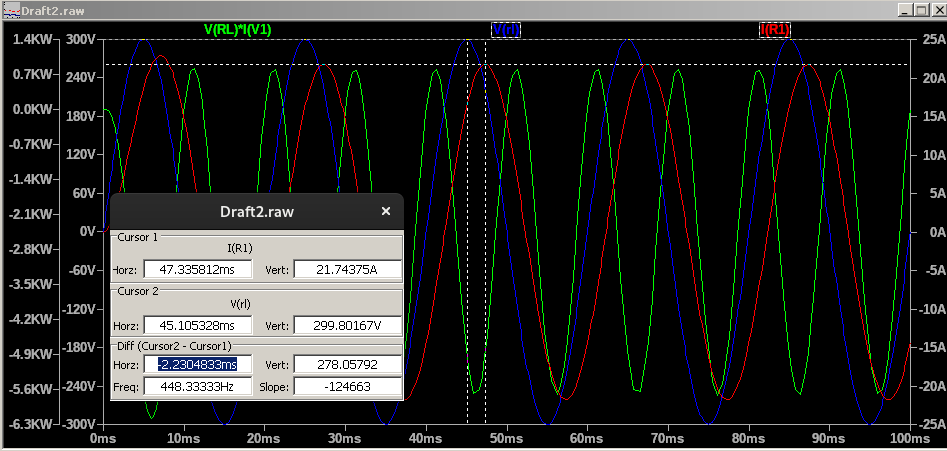 Draft2.raw
V(RL)*I(V1) V(rl) I(R1)
1.4KW 300V 25A
0.7KW 240V 20A
0.0KW 180V 15A
-0.7KW 120V 10A
-1.4KW 60V 5A
-2.1KW 0V 0A
-2.8KW -60V -5A
-3.5KW -120V -10A
-4.2KW -180V -15A
-4.9KW -240V -20A
-5.6KW -300V -25A
-6.3KW
0ms 10ms 20ms 30ms 40ms 50ms 60ms 70ms 80ms 90ms 100ms
Draft2.raw ×
Cursor 1
I(R1)
Horz: 47.335812ms Vert: 21.74375A
Cursor 2
V(rl)
Horz: 45.105328ms Vert: 299.80167V
Diff (Cursor2 - Cursor1)
Horz: -2.2304833ms Vert: 278.05792
Freq: 448.33333Hz Slope: -124663